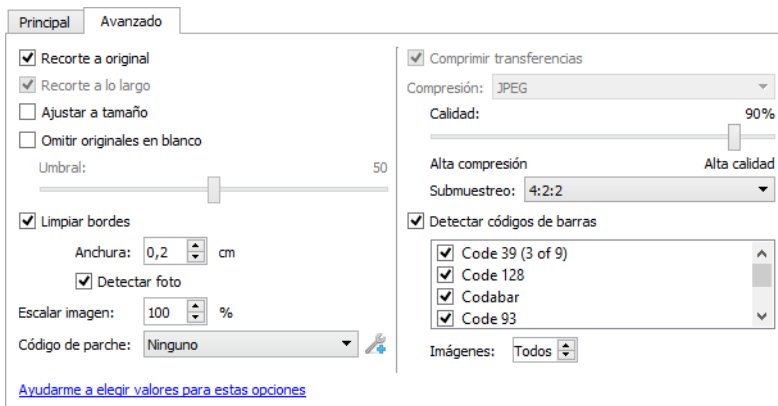 Principal
Avanzado
Recorte a original
Recorte a lo largo
Ajustar a tamaño
Omitir originales en blanco
Umbral: 50
Limpiar bordes
Anchura: 0,2 cm
Detectar foto
Escalar imagen: 100 %
Código de parche: Ninguno
Ayudarme a elegir valores para estas opciones
Comprimir transferencias
Compresión: JPEG
Calidad: 90%
Alta compresión Alta calidad
Submuestreo: 4:2:2
Detectar códigos de barras
Code 39 (3 of 9)
Code 128
Codabar
Code 93
Imágenes: Todos